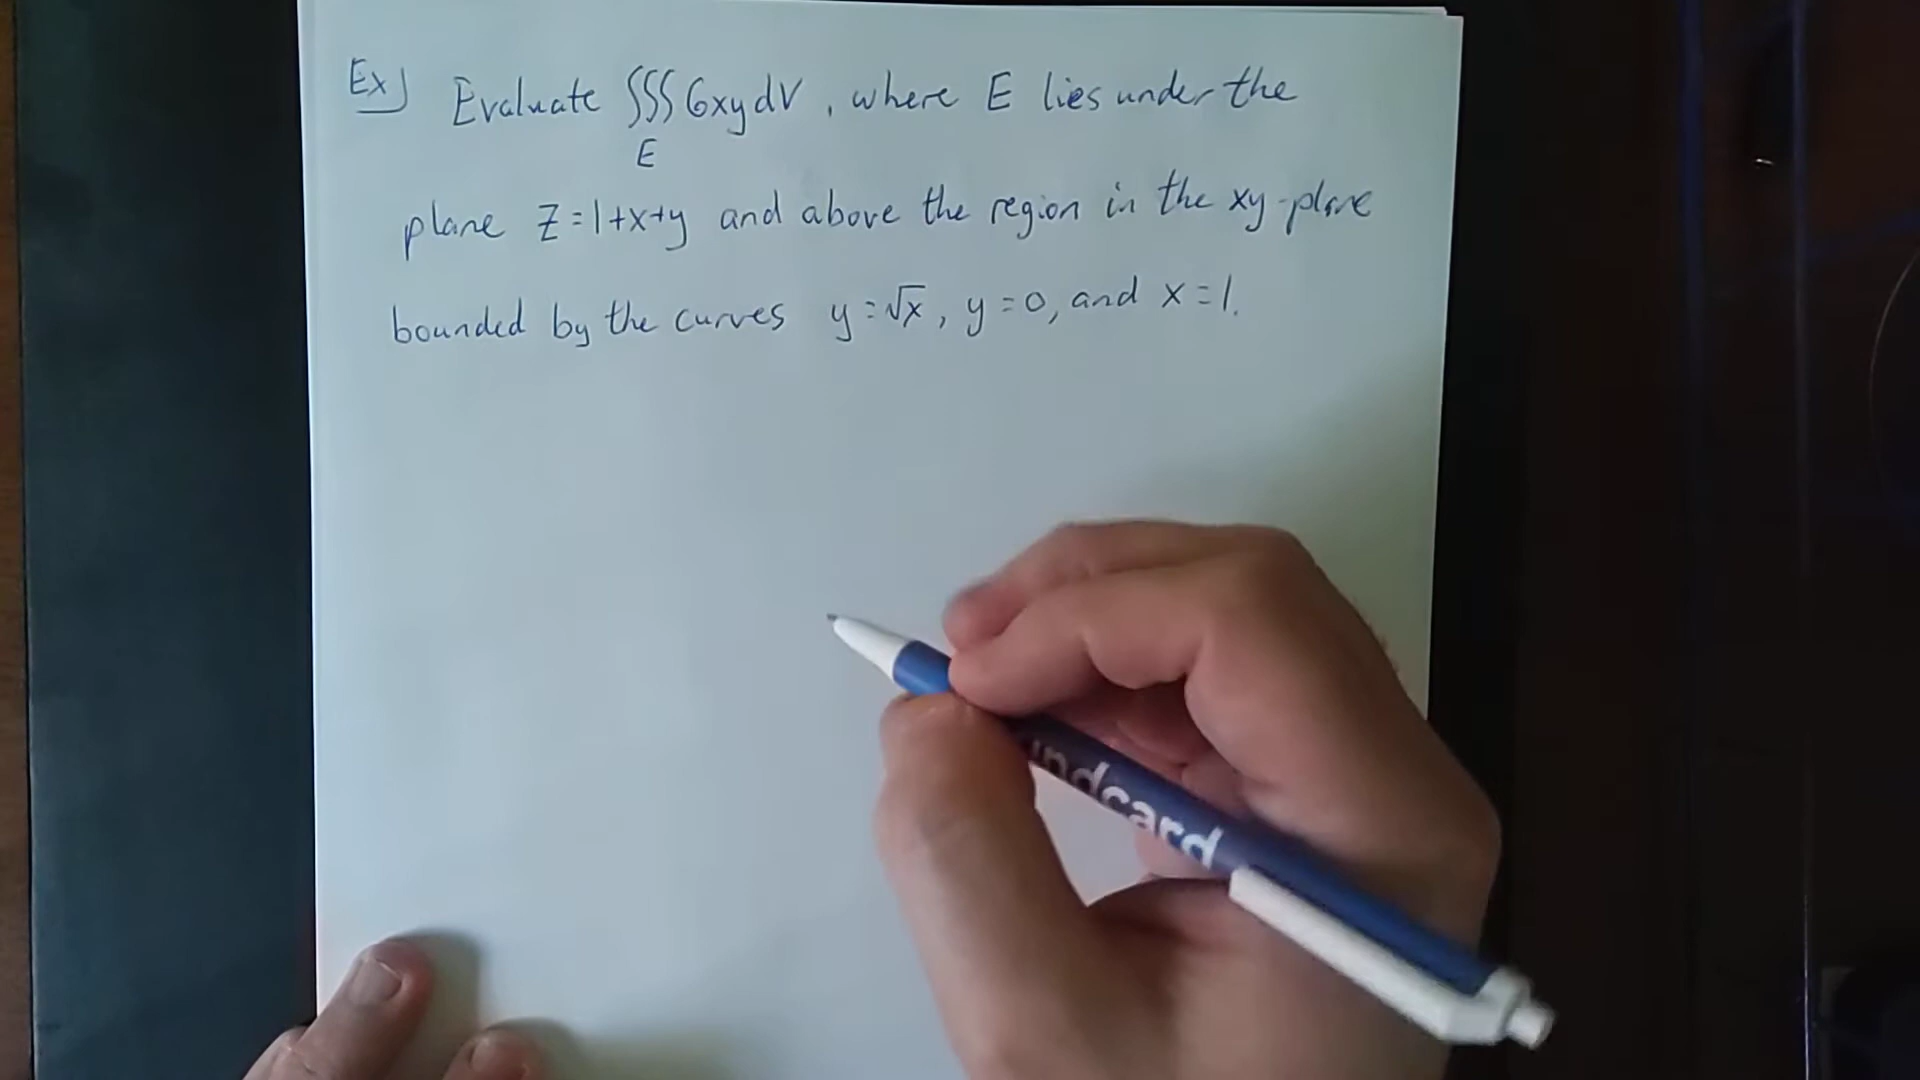 Ex) Evaluate ∭ 6xy dV, where E lies under the
E
plane z=1+x+y and above the region in the xy-plane
bounded by the curves y=√x, y=0, and x=1.